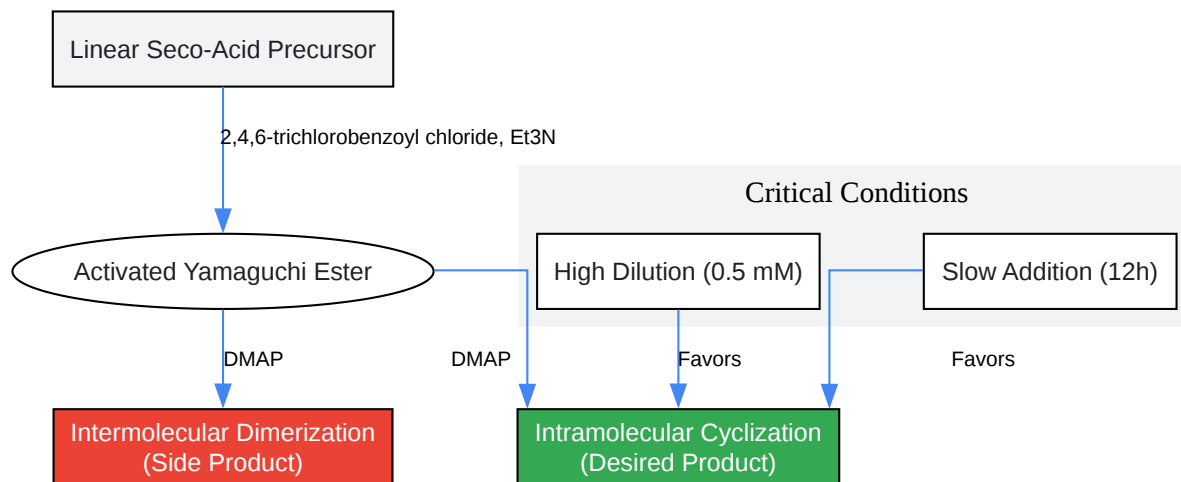 Linear Seco-Acid Precursor
2,4,6-trichlorobenzoyl chloride, Et3N
Critical Conditions
Activated Yamaguchi Ester
High Dilution (0.5 mM)
Slow Addition (12h)
DMAP
DMAP
Favors
Favors
Intermolecular Dimerization
(Side Product)
Intramolecular Cyclization
(Desired Product)